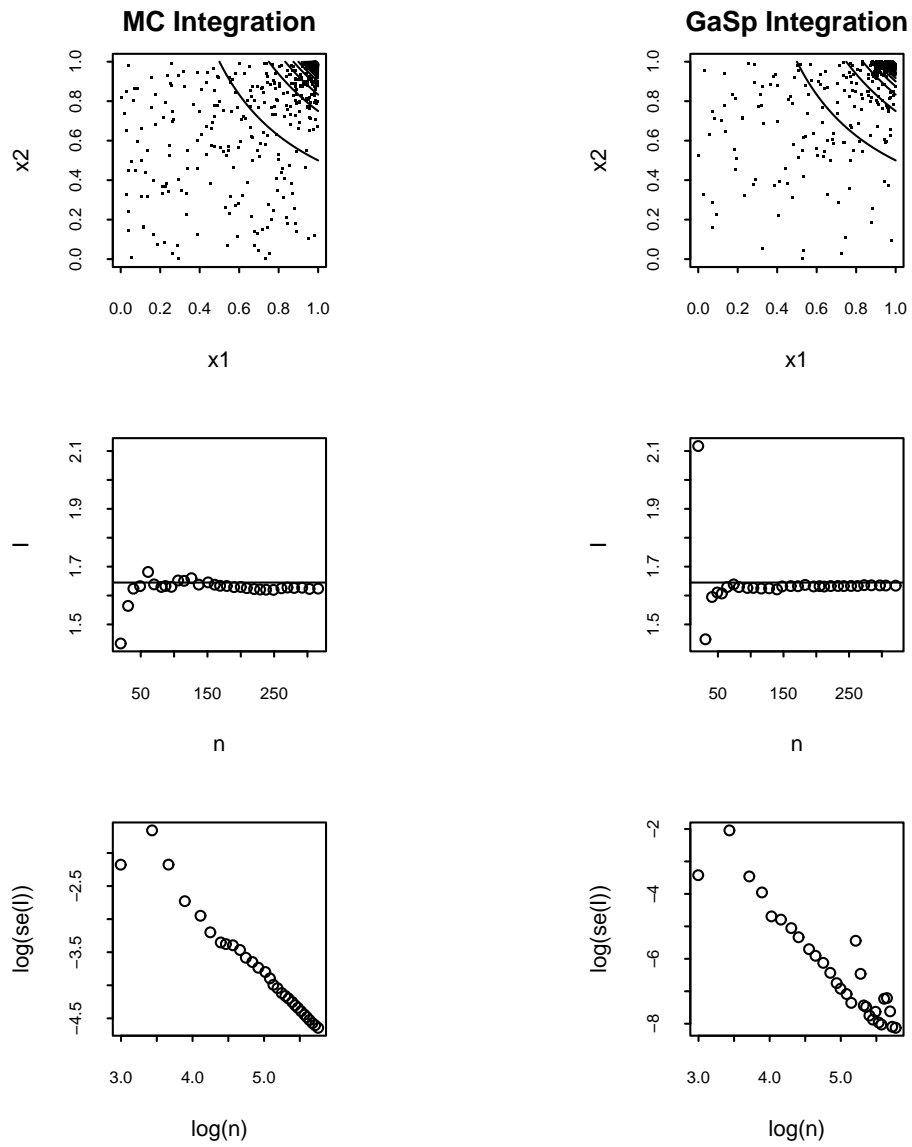 MC Integration
GaSp Integration
x2
1.0
0.8
0.6
0.4
0.2
0.0
0.0 0.2 0.4 0.6 0.8 1.0
x1
x2
1.0
0.8
0.6
0.4
0.2
0.0
0.0 0.2 0.4 0.6 0.8 1.0
x1
I
2.1
1.9
1.7
1.5
50 150 250
n
I
2.1
1.9
1.7
1.5
50 150 250
n
log(se(I))
−2.5
−3.5
−4.5
3.0 4.0 5.0
log(n)
log(se(I))
−2
−4
−6
−8
3.0 4.0 5.0
log(n)